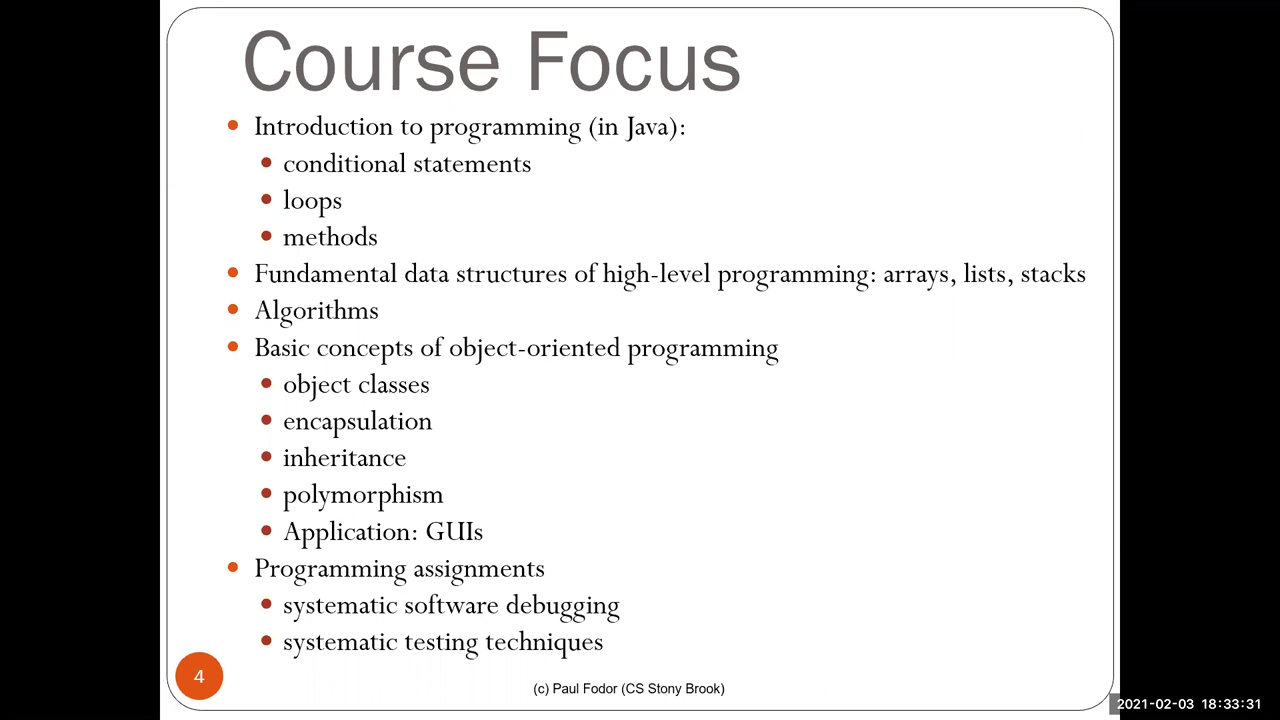 Course Focus
Introduction to programming (in Java):
conditional statements
loops
methods
Fundamental data structures of high-level programming: arrays, lists, stacks
Algorithms
Basic concepts of object-oriented programming
object classes
encapsulation
inheritance
polymorphism
Application: GUIs
Programming assignments
systematic software debugging
systematic testing techniques
4
(c) Paul Fodor (CS Stony Brook)
2021-02-03 18:33:31